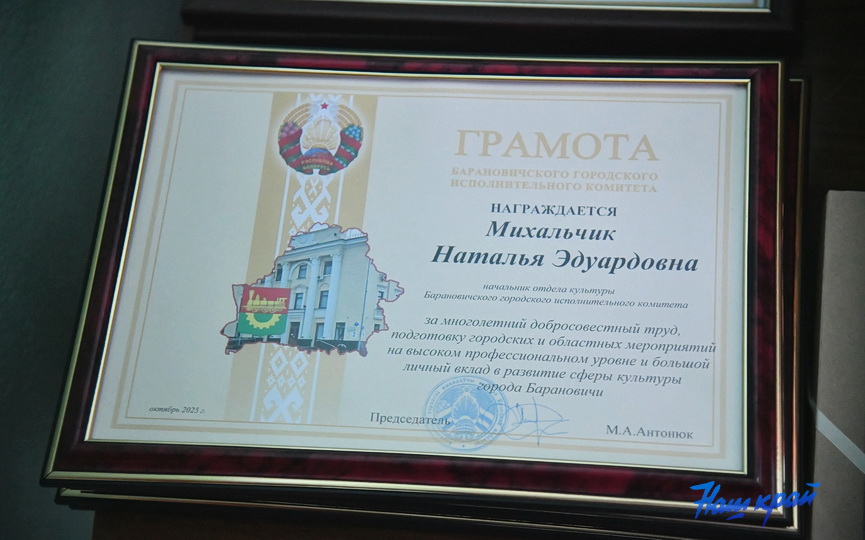 ГРАМОТА
БАРАНОВИЧСКОГО ГОРОДСКОГО
ИСПОЛНИТЕЛЬНОГО КОМИТЕТА
НАГРАЖДАЕТСЯ
Михальчик
Наталья Эдуардовна
начальник отдела культуры
Барановичского городского исполнительного комитета
за многолетний добросовестный труд,
подготовку городских и областных мероприятий
на высоком профессиональном уровне и большой
личный вклад в развитие сферы культуры
города Барановичи
октябрь 2025 г.
Председатель
М.А.Антонюк
Наш край